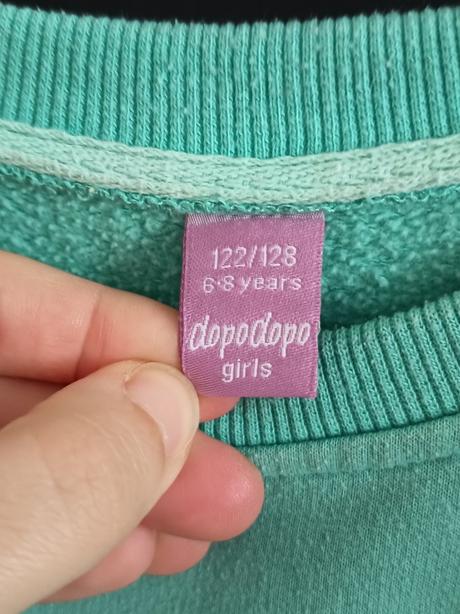 122/128
6-8 years
dopodopo
girls